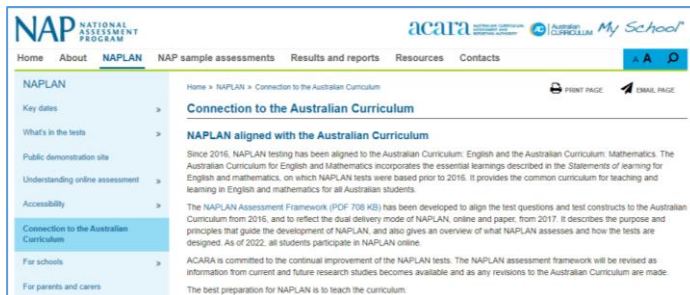 NAP NATIONAL ASSESSMENT PROGRAM
acara AUSTRALIAN CURRICULUM ASSESSMENT AND REPORTING AUTHORITY
AC Australian CURRICULUM
My School
Home About NAPLAN NAP sample assessments Results and reports Resources Contacts
A A
NAPLAN
Key dates »
What's in the tests »
Public demonstration site
Understanding online assessment »
Accessibility »
Connection to the Australian
Curriculum
For schools »
For parents and carers
Home » NAPLAN » Connection to the Australian Curriculum
PRINT PAGE EMAIL PAGE
Connection to the Australian Curriculum
NAPLAN aligned with the Australian Curriculum
Since 2016, NAPLAN testing has been aligned to the Australian Curriculum: English and the Australian Curriculum: Mathematics. The
Australian Curriculum for English and Mathematics incorporates the essential learnings described in the Statements of learning for
English and mathematics, on which NAPLAN tests were based prior to 2016. It provides the common curriculum for teaching and
learning in English and mathematics for all Australian students.
The NAPLAN Assessment Framework (PDF 708 KB) has been developed to align the test questions and test constructs to the Australian
Curriculum from 2016, and to reflect the dual delivery mode of NAPLAN, online and paper, from 2017. It describes the purpose and
principles that guide the development of NAPLAN, and also gives an overview of what NAPLAN assesses and how the tests are
designed. As of 2022, all students participate in NAPLAN online.
ACARA is committed to the continual improvement of the NAPLAN tests. The NAPLAN assessment framework will be revised as
information from current and future research studies becomes available and as any revisions to the Australian Curriculum are made.
The best preparation for NAPLAN is to teach the curriculum.